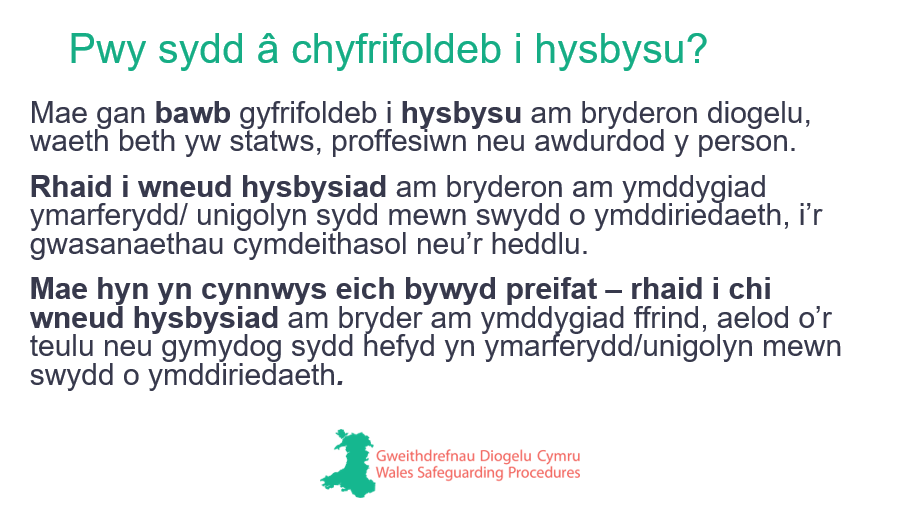 Pwy sydd â chyfrifoldeb i hysbysu?
Mae gan bawb gyfrifoldeb i hysbysu am bryderon diogelu,
waeth beth yw statws, proffesiwn neu awdurdod y person.
Rhaid i wneud hysbysiad am bryderon am ymddygiad
ymarferydd/ unigolyn sydd mewn swydd o ymddiriedaeth, i’r
gwasanaethau cymdeithasol neu’r heddlu.
Mae hyn yn cynnwys eich bywyd preifat – rhaid i chi
wneud hysbysiad am bryder am ymddygiad ffrind, aelod o’r
teulu neu gymydog sydd hefyd yn ymarferydd/unigolyn mewn
swydd o ymddiriedaeth.
Gweithdrefnau Diogelu Cymru
Wales Safeguarding Procedures